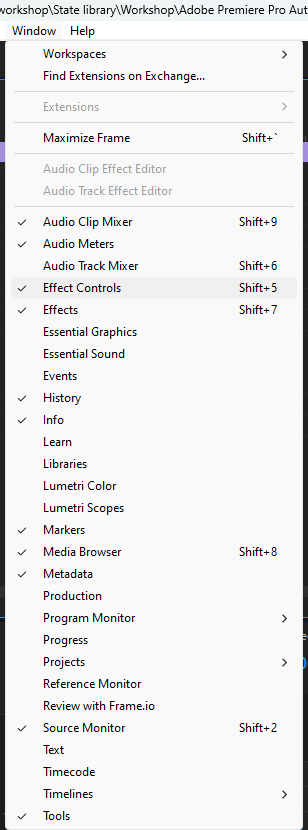 workshop\State library\Workshop\Adobe Premiere Pro Aut
Window Help
Workspaces
Find Extensions on Exchange...
Extensions
Maximize Frame Shift+`
Audio Clip Effect Editor
Audio Track Effect Editor
Audio Clip Mixer Shift+9
Audio Meters
Audio Track Mixer Shift+6
Effect Controls Shift+5
Effects Shift+7
Essential Graphics
Essential Sound
Events
History
Info
Learn
Libraries
Lumetri Color
Lumetri Scopes
Markers
Media Browser Shift+8
Metadata
Production
Program Monitor
Progress
Projects
Reference Monitor
Review with Frame.io
Source Monitor Shift+2
Text
Timecode
Timelines
Tools